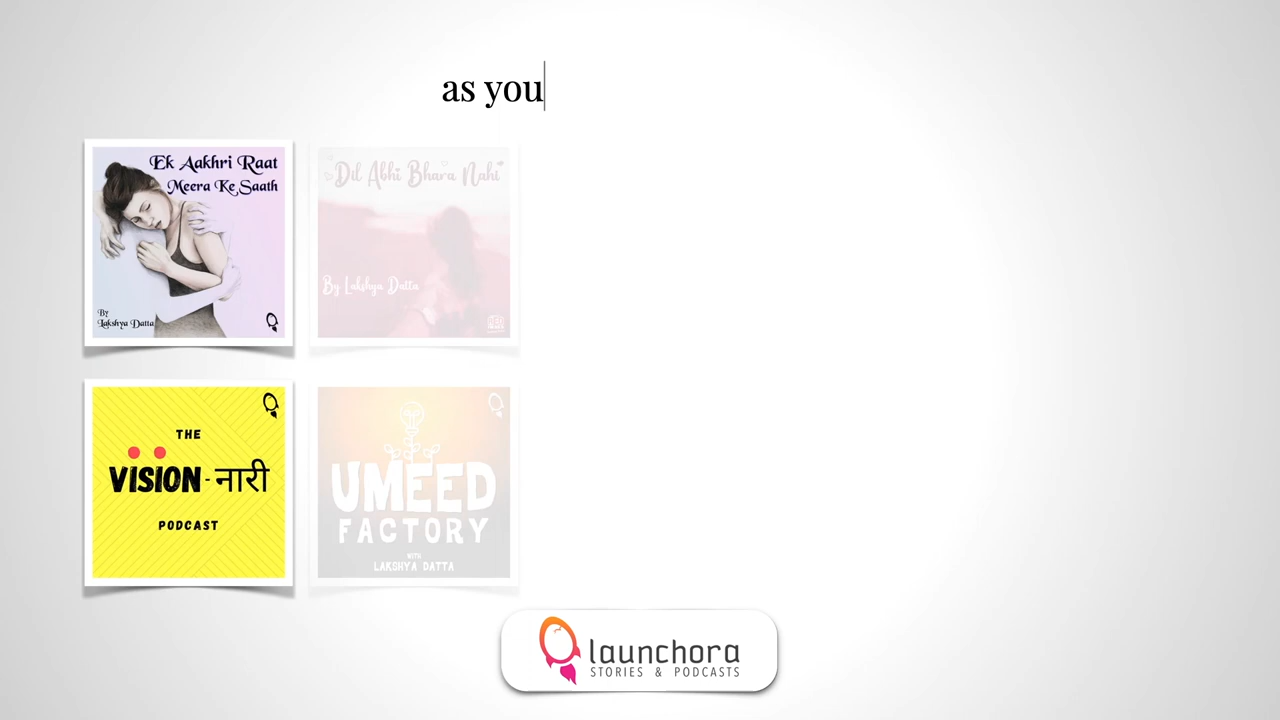 as you
Ek Aakhri Raat
Meera Ke Saath
By
Lakshya Datta
Dil Abhi Bhara Nahi
By Lakshya Datta
THE
VISION-नारी
PODCAST
UMEED
FACTORY
WITH
LAKSHYA DATTA
launchora
STORIES & PODCASTS